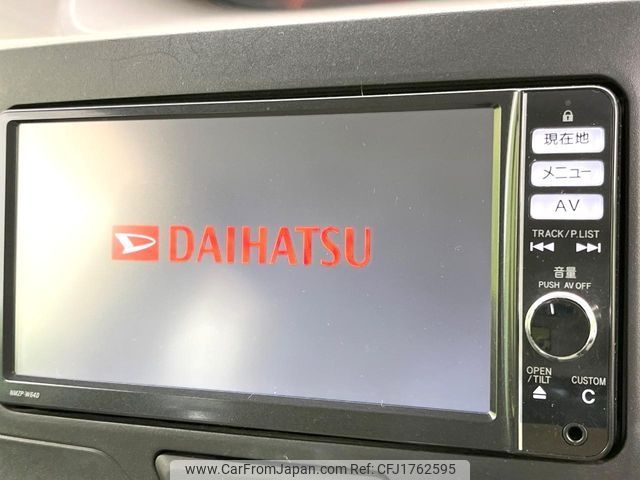 現在地
メニュー
AV
TRACK/P.LIST
音量
PUSH AV OFF
DAIHATSU
OPEN
/TILT
CUSTOM
C
NMZP-W64D
www.CarFromJapan.com CFJ1762595